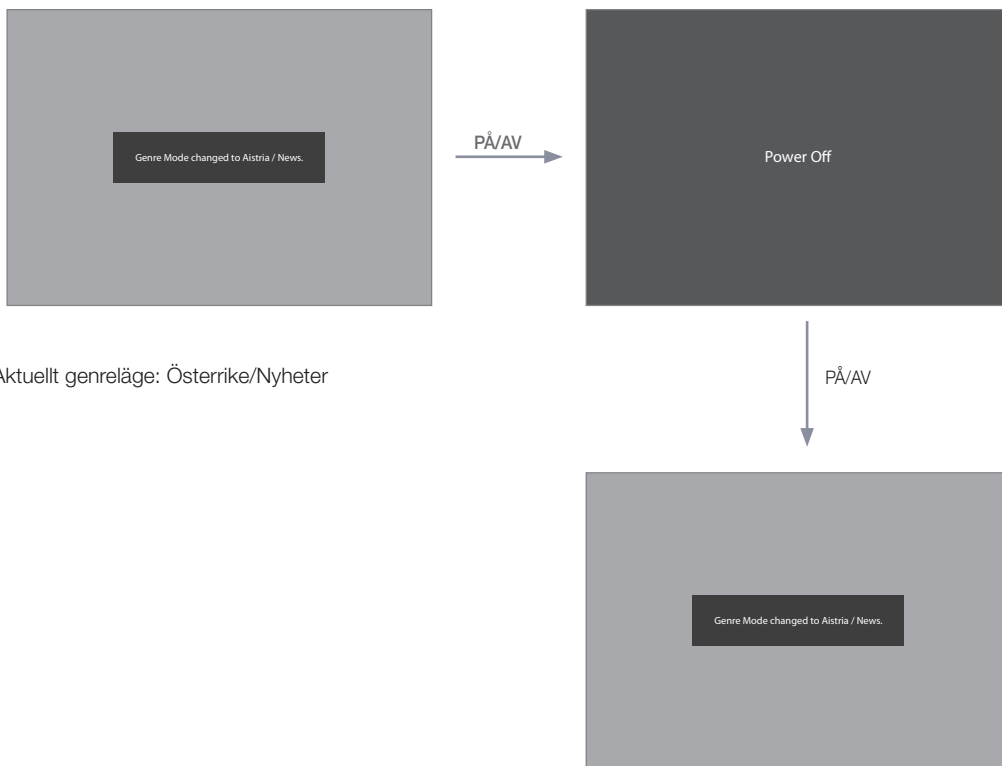 Genre Mode changed to Aistria / News.
PÅ/AV
Power Off
Aktuellt genreläge: Österrike/Nyheter
PÅ/AV
Genre Mode changed to Aistria / News.